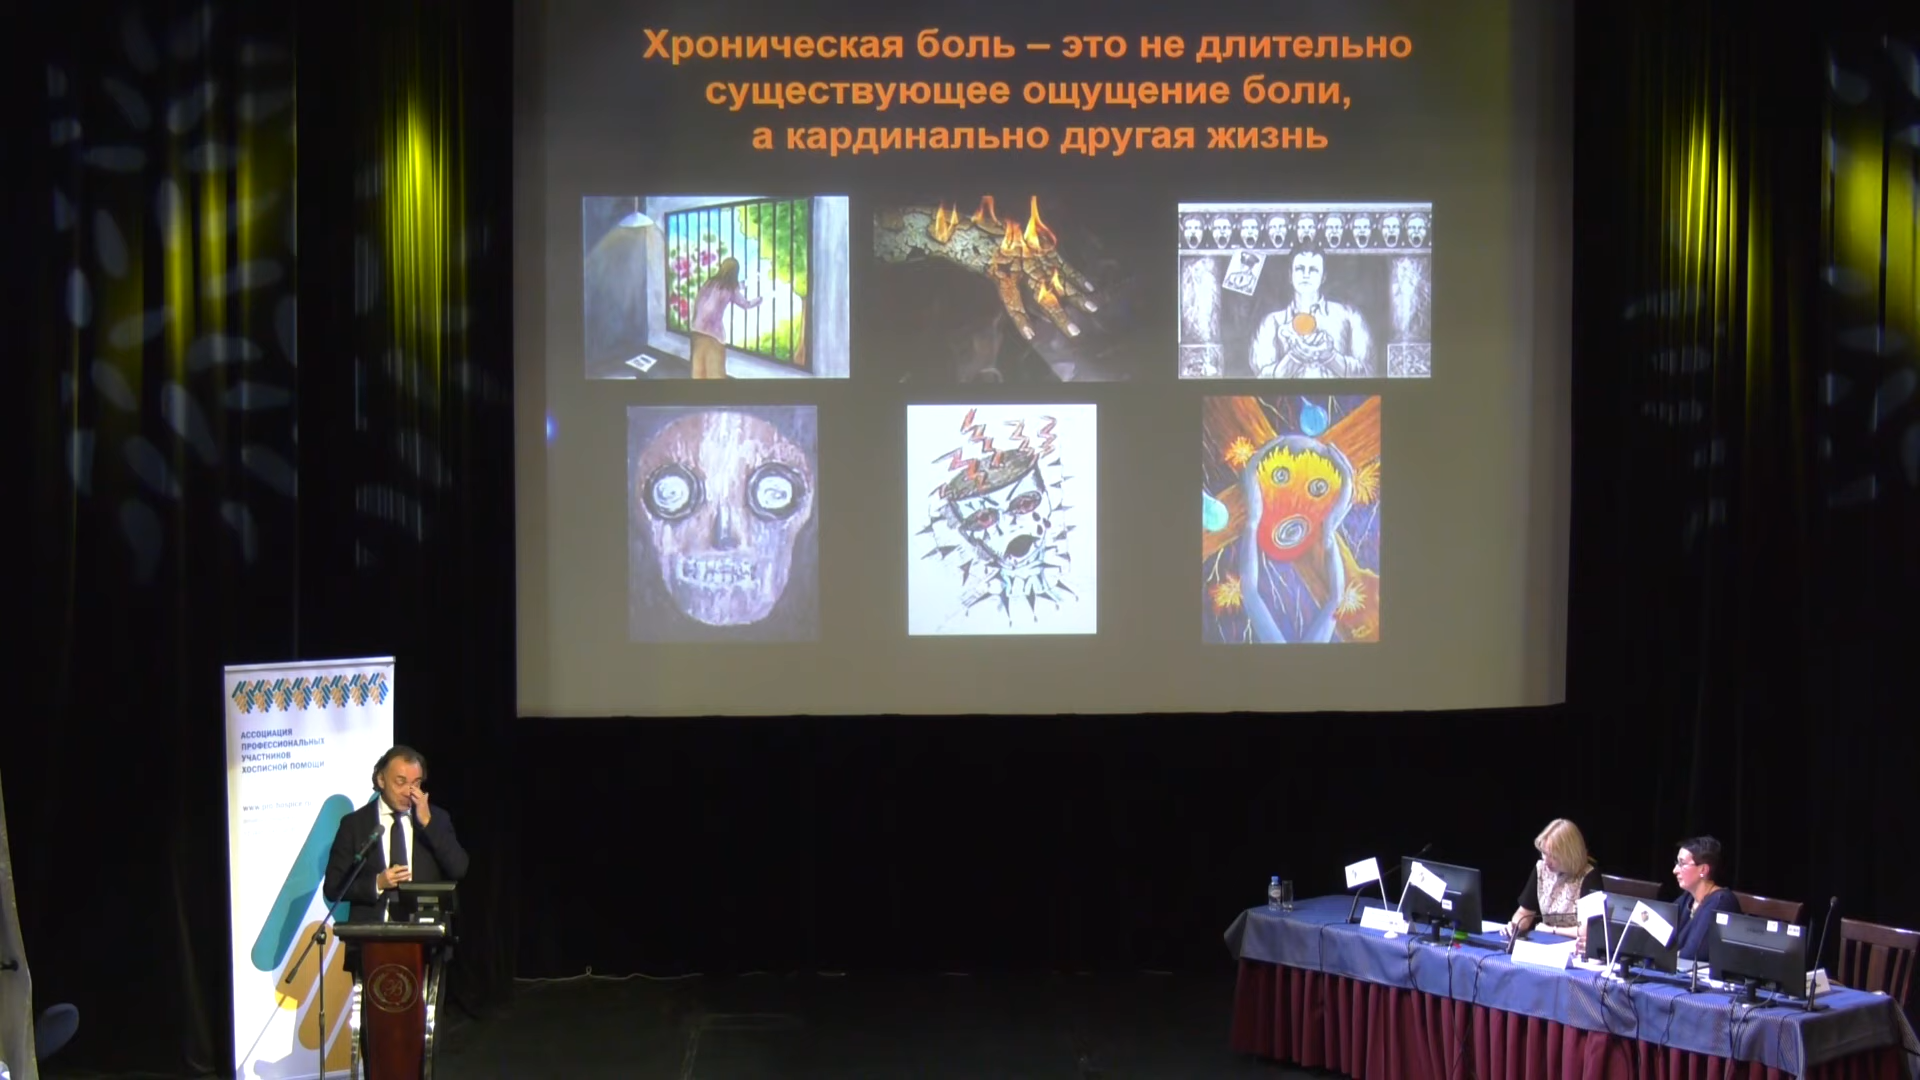 Хроническая боль – это не длительно
существующее ощущение боли,
а кардинально другая жизнь
АССОЦИАЦИЯ
ПРОФЕССИОНАЛЬНЫХ
УЧАСТНИКОВ
ХОСПИСНОЙ ПОМОЩИ